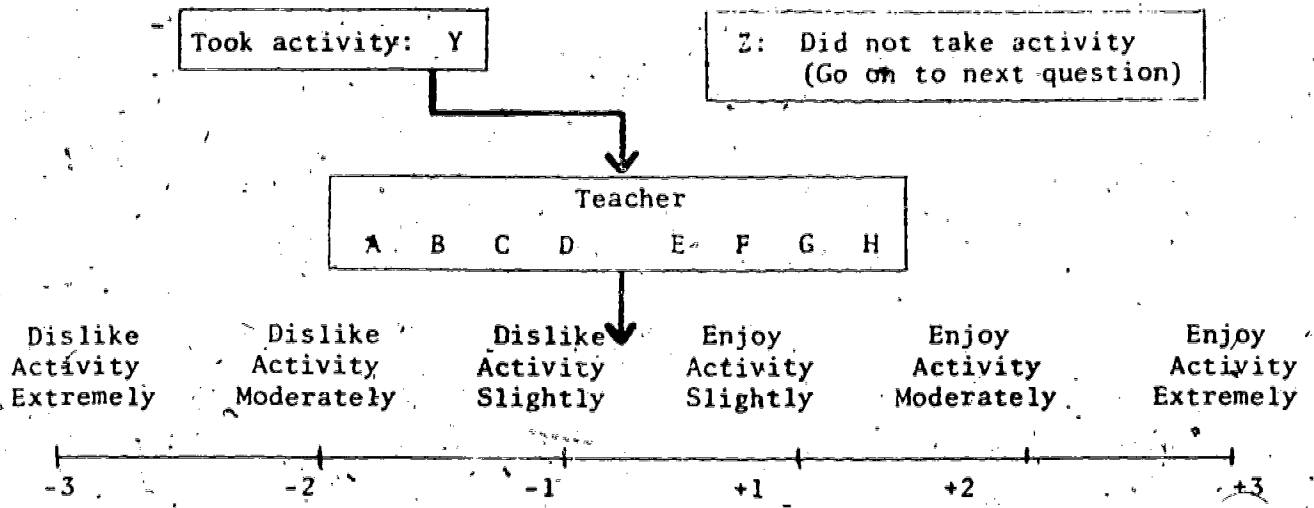 Took activity: Y
Z: Did not take activity
(Go on to next question)
Teacher
A B C D E F G H
Dislike Dislike Dislike Enjoy Enjoy Enjoy
Activity Activity Activity Activity Activity Activity
Extremely Moderately Slightly Slightly Moderately Extremely
-3 -2 -1 +1 +2 +3